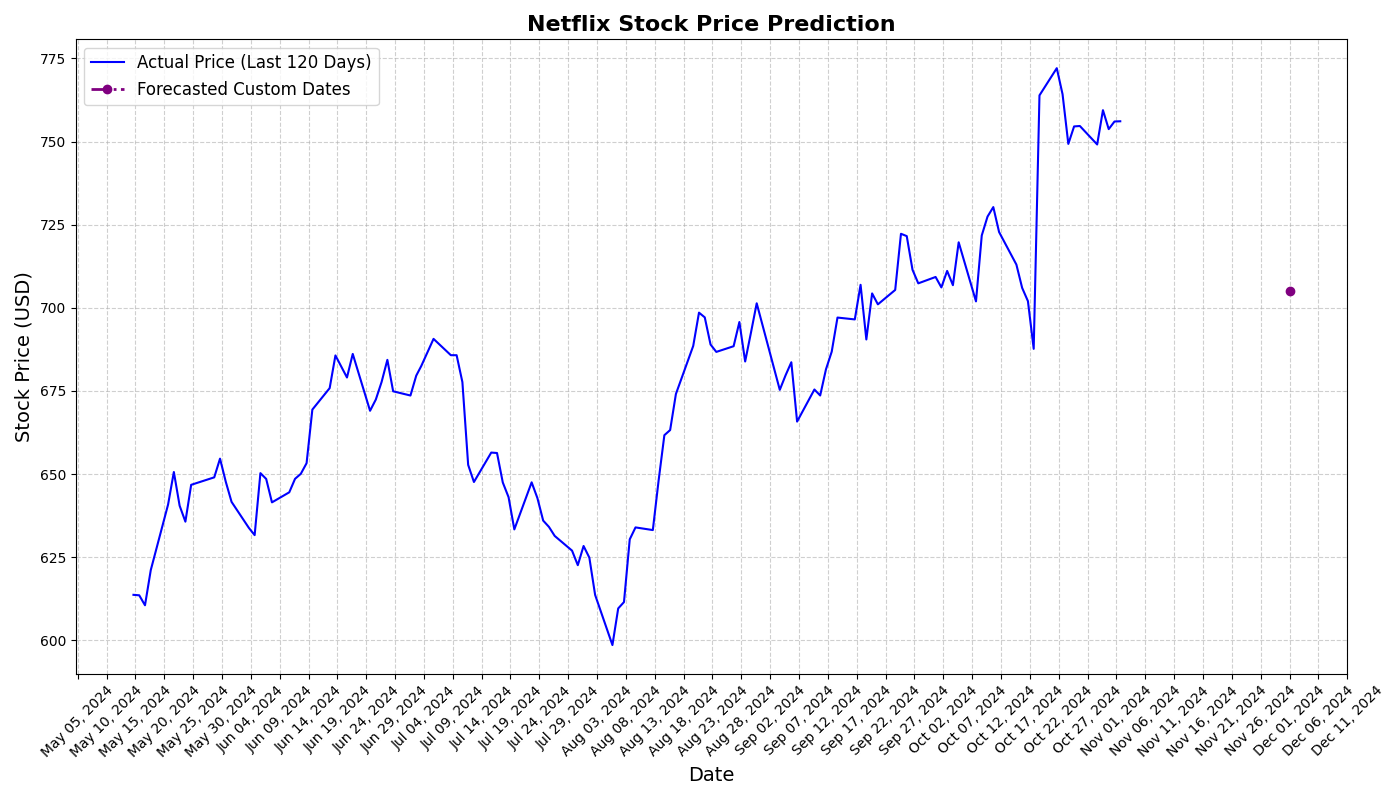 Netflix Stock Price Prediction
Actual Price (Last 120 Days)
Forecasted Custom Dates
Stock Price (USD)
775
750
725
700
675
650
625
600
May 05, 2024
May 10, 2024
May 15, 2024
May 20, 2024
May 25, 2024
May 30, 2024
Jun 04, 2024
Jun 09, 2024
Jun 14, 2024
Jun 19, 2024
Jun 24, 2024
Jun 29, 2024
Jul 04, 2024
Jul 09, 2024
Jul 14, 2024
Jul 19, 2024
Jul 24, 2024
Jul 29, 2024
Aug 03, 2024
Aug 08, 2024
Aug 13, 2024
Aug 18, 2024
Aug 23, 2024
Aug 28, 2024
Sep 02, 2024
Sep 07, 2024
Sep 12, 2024
Sep 17, 2024
Sep 22, 2024
Sep 27, 2024
Oct 02, 2024
Oct 07, 2024
Oct 12, 2024
Oct 17, 2024
Oct 22, 2024
Oct 27, 2024
Nov 01, 2024
Nov 06, 2024
Nov 11, 2024
Nov 16, 2024
Nov 21, 2024
Nov 26, 2024
Dec 01, 2024
Dec 06, 2024
Dec 11, 2024
Date